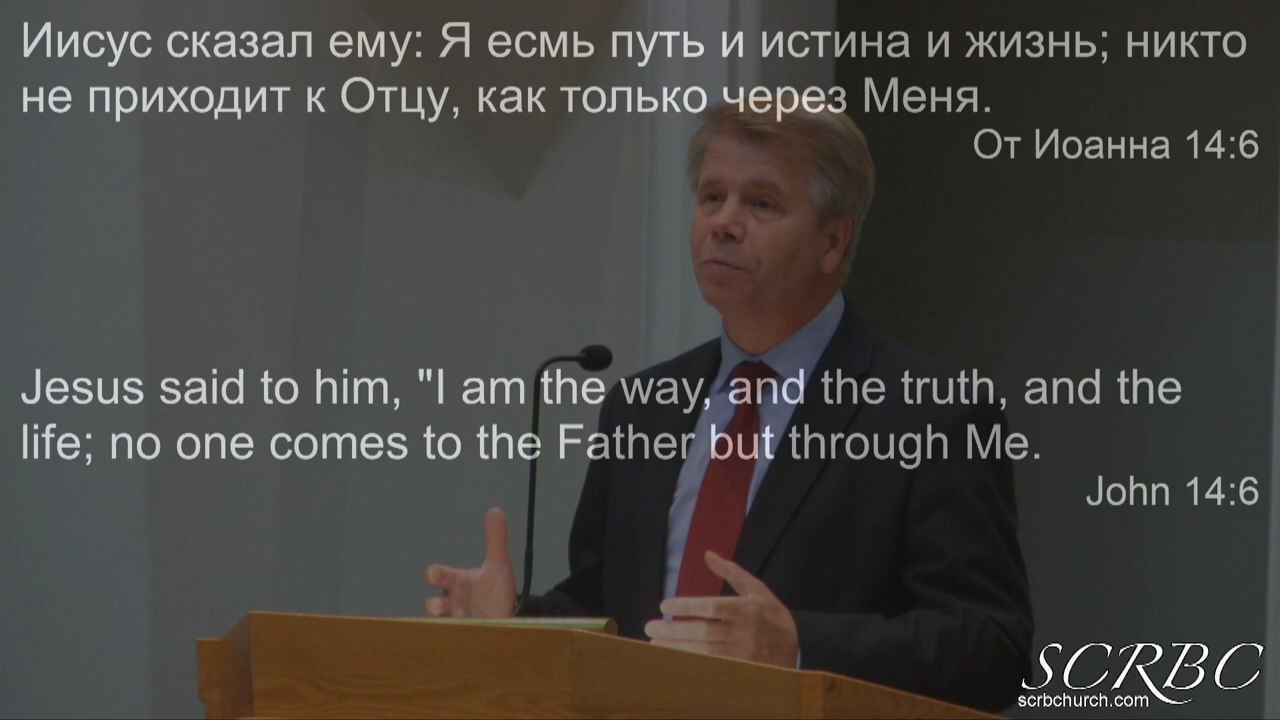 Иисус сказал ему: Я есмь путь и истина и жизнь; никто
не приходит к Отцу, как только через Меня.
От Иоанна 14:6
Jesus said to him, "I am the way, and the truth, and the
life; no one comes to the Father but through Me.
John 14:6
SCRBC
scrbchurch.com